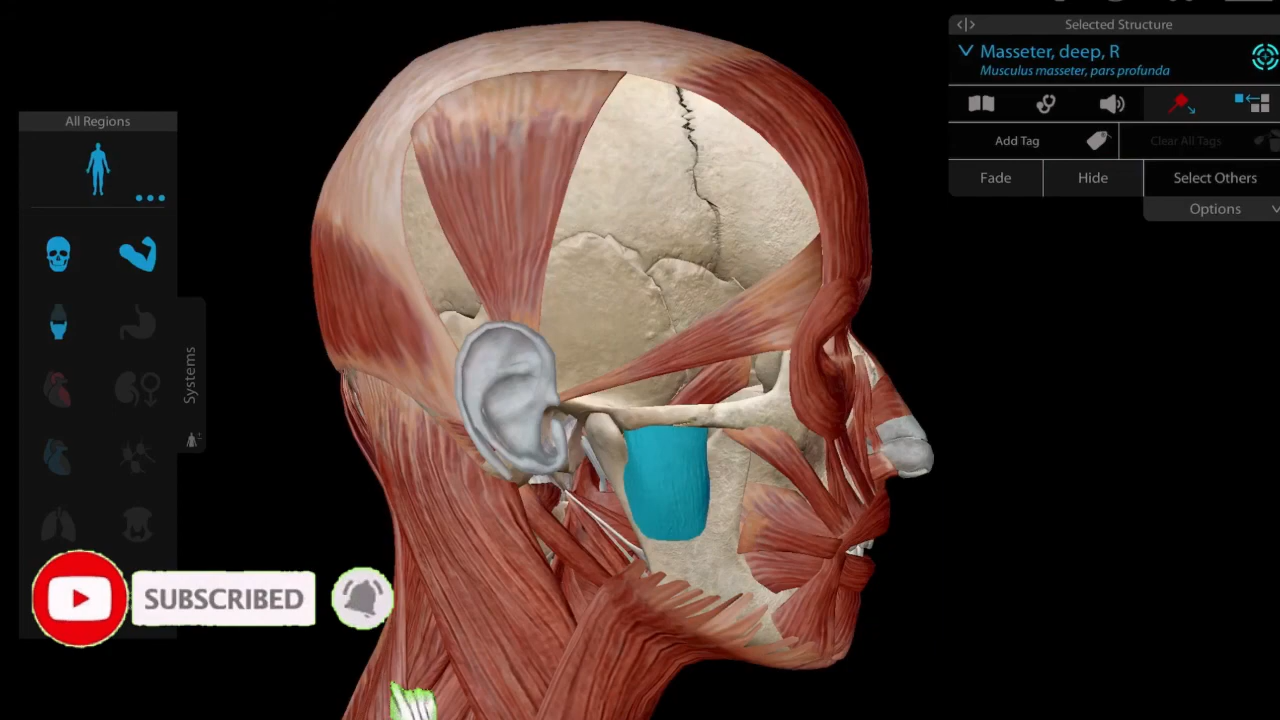 Selected Structure
Masseter, deep, R
Musculus masseter, pars profunda
All Regions
Add Tag
Clear All Tags
Fade
Hide
Select Others
Options
Systems
SUBSCRIBED